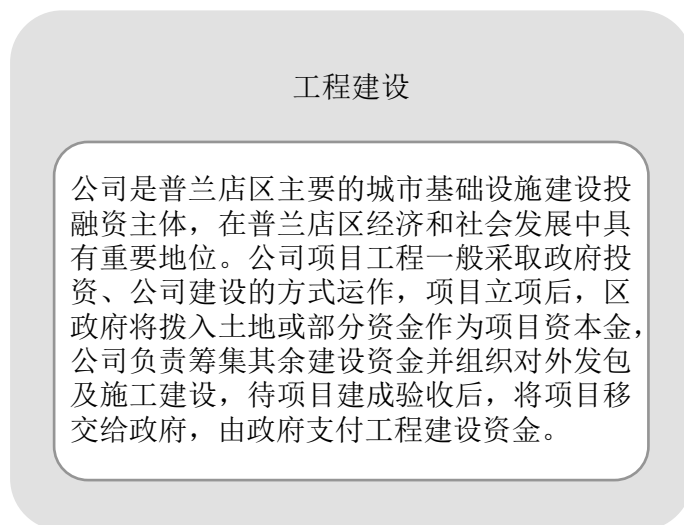 工程建设
公司是普兰店区主要的城市基础设施建设投
融资主体，在普兰店区经济和社会发展中具
有重要地位。公司项目工程一般采取政府投
资、公司建设的方式运作，项目立项后，区
政府将拨入土地或部分资金作为项目资本金，
公司负责筹集其余建设资金并组织对外发包
及施工建设，待项目建成验收后，将项目移
交给政府，由政府支付工程建设资金。